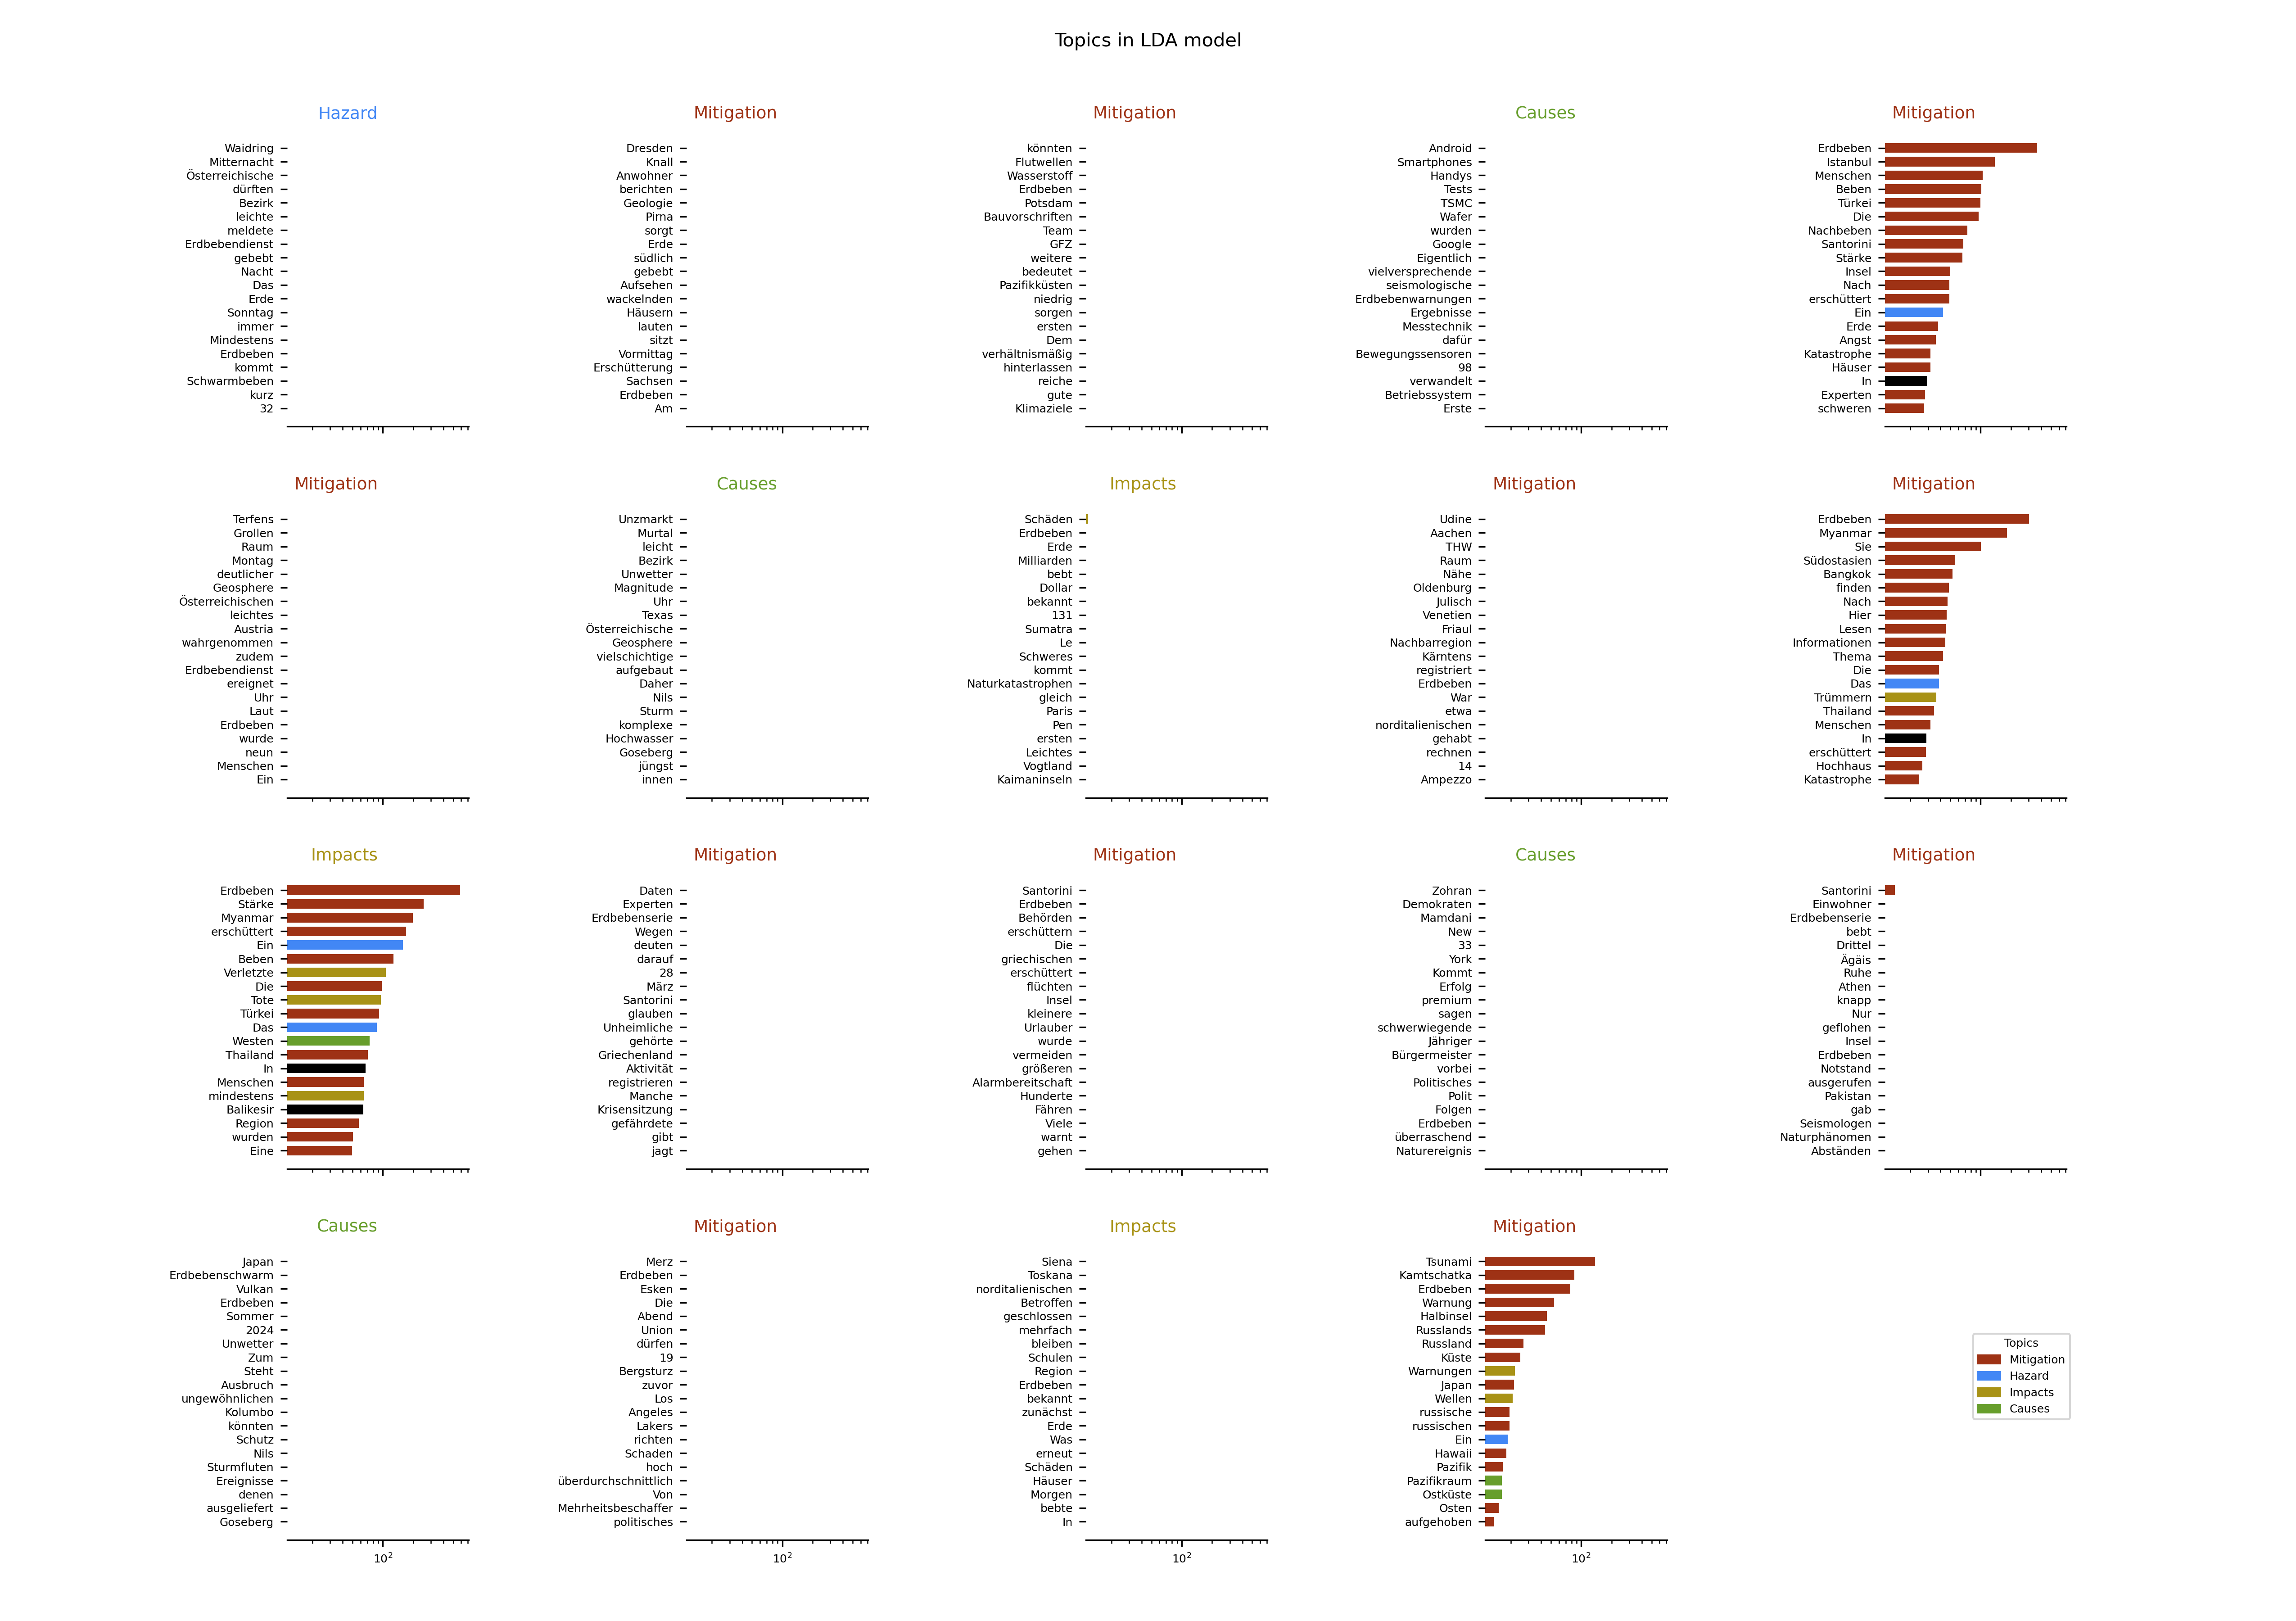 Topics in LDA model
Hazard
Waidring
Mitternacht
Österreichische
dürften
Bezirk
leichte
meldete
Erdbebendienst
gebebt
Nacht
Das
Erde
Sonntag
immer
Mindestens
Erdbeben
kommt
Schwarmbeben
kurz
32
Mitigation
Dresden
Knall
Anwohner
berichten
Geologie
Pirna
sorgt
Erde
südlich
gebebt
Aufsehen
wackelnden
Häusern
lauten
sitzt
Vormittag
Erschütterung
Sachsen
Erdbeben
Am
Mitigation
könnten
Flutwellen
Wasserstoff
Erdbeben
Potsdam
Bauvorschriften
Team
GFZ
weitere
bedeutet
Pazifikküsten
niedrig
sorgen
ersten
Dem
verhältnismäßig
hinterlassen
reiche
gute
Klimaziele
Causes
Android
Smartphones
Handys
Tests
TSMC
Wafer
wurden
Google
Eigentlich
vielversprechende
seismologische
Erdbebenwarnungen
Ergebnisse
Messtechnik
dafür
Bewegungssensoren
98
verwandelt
Betriebssystem
Erste
Mitigation
Erdbeben
Istanbul
Menschen
Beben
Türkei
Die
Nachbeben
Santorini
Stärke
Insel
Nach
erschüttert
Ein
Erde
Angst
Katastrophe
Häuser
In
Experten
schweren
Mitigation
Terfens
Grollen
Raum
Montag
deutlicher
Geosphere
Österreichischen
leichtes
Austria
wahrgenommen
zudem
Erdbebendienst
ereignet
Uhr
Laut
Erdbeben
wurde
neun
Menschen
Ein
Causes
Unzmarkt
Murtal
leicht
Bezirk
Unwetter
Magnitude
Uhr
Texas
Österreichische
Geosphere
vielschichtige
aufgebaut
Daher
Nils
Sturm
komplexe
Hochwasser
Goseberg
jüngst
innen
Impacts
Schäden
Erdbeben
Erde
Milliarden
bebt
Dollar
bekannt
131
Sumatra
Le
Schweres
kommt
Naturkatastrophen
gleich
Paris
Pen
ersten
Leichtes
Vogtland
Kaimaninseln
Mitigation
Udine
Aachen
THW
Raum
Nähe
Oldenburg
Julisch
Venetien
Friaul
Nachbarregion
Kärntens
registriert
Erdbeben
War
etwa
norditalienischen
gehabt
rechnen
14
Ampezzo
Mitigation
Erdbeben
Myanmar
Sie
Südostasien
Bangkok
finden
Nach
Hier
Lesen
Informationen
Thema
Die
Das
Trümmern
Thailand
Menschen
In
erschüttert
Hochhaus
Katastrophe
Impacts
Erdbeben
Stärke
Myanmar
erschüttert
Ein
Beben
Verletzte
Die
Tote
Türkei
Das
Westen
Thailand
In
Menschen
mindestens
Balikesir
Region
wurden
Eine
Mitigation
Daten
Experten
Erdbebenserie
Wegen
deuten
darauf
28
März
Santorini
glauben
Unheimliche
gehörte
Griechenland
Aktivität
registrieren
Manche
Krisensitzung
gefährdete
gibt
jagt
Mitigation
Santorini
Erdbeben
Behörden
erschüttern
Die
griechischen
erschüttert
flüchten
Insel
kleinere
Urlauber
wurde
vermeiden
größeren
Alarmbereitschaft
Hunderte
Fähren
Viele
warnt
gehen
Causes
Zohran
Demokraten
Mamdani
New
33
York
Kommt
Erfolg
premium
sagen
schwerwiegende
Jähriger
Bürgermeister
vorbei
Politisches
Polit
Folgen
Erdbeben
überraschend
Naturereignis
Mitigation
Santorini
Einwohner
Erdbebenserie
bebt
Drittel
Ägäis
Ruhe
Athen
knapp
Nur
geflohen
Insel
Erdbeben
Notstand
ausgerufen
Pakistan
gab
Seismologen
Naturphänomen
Abständen
Causes
Japan
Erdbebenschwarm
Vulkan
Erdbeben
Sommer
2024
Unwetter
Zum
Steht
Ausbruch
ungewöhnlichen
Kolumbo
könnten
Schutz
Nils
Sturmfluten
Ereignisse
denen
ausgeliefert
Goseberg
10²
Mitigation
Merz
Erdbeben
Esken
Die
Abend
Union
dürfen
19
Bergsturz
zuvor
Los
Angeles
Lakers
richten
Schaden
hoch
überdurchschnittlich
Von
Mehrheitsbeschaffer
politisches
10²
Impacts
Siena
Toskana
norditalienischen
Betroffen
geschlossen
mehrfach
bleiben
Schulen
Region
Erdbeben
bekannt
zunächst
Erde
Was
erneut
Schäden
Häuser
Morgen
bebte
In
10²
Mitigation
Tsunami
Kamtschatka
Erdbeben
Warnung
Halbinsel
Russlands
Russland
Küste
Warnungen
Japan
Wellen
russische
russischen
Ein
Hawaii
Pazifik
Pazifikraum
Ostküste
Osten
aufgehoben
10²
Topics
Mitigation
Hazard
Impacts
Causes